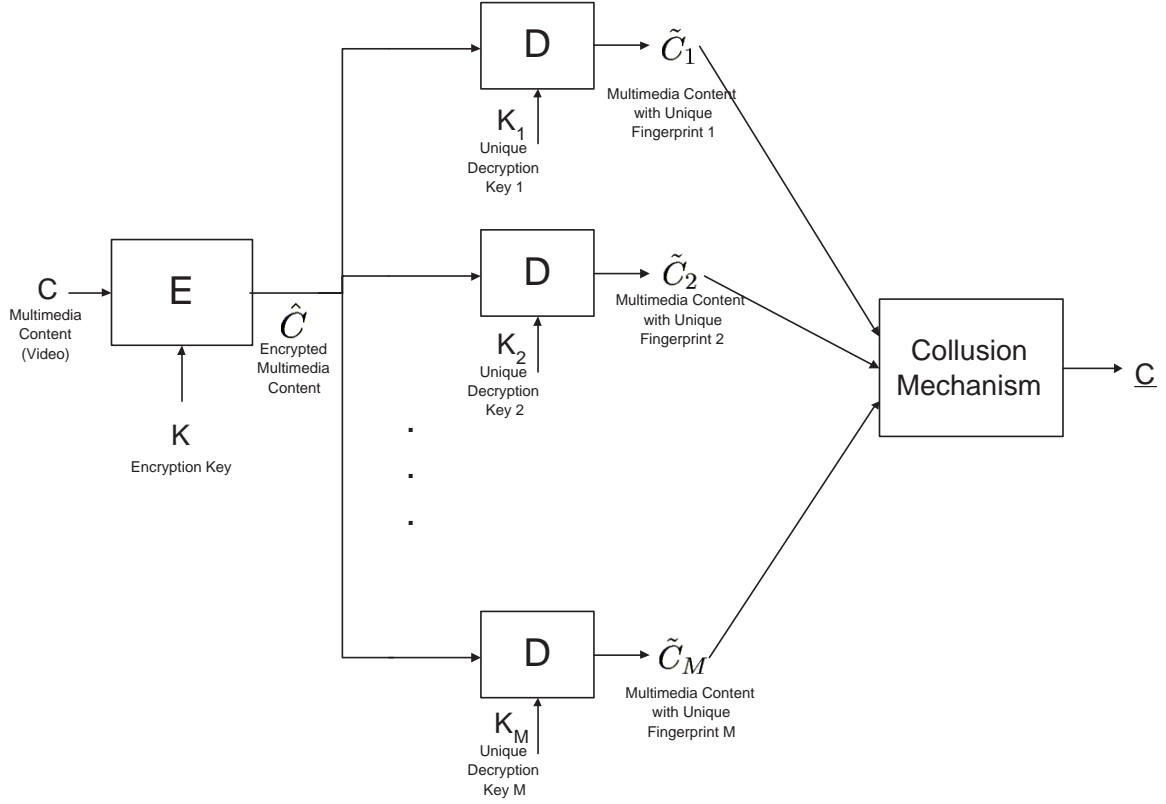 D
C̃₁
Multimedia Content
with Unique
Fingerprint 1
K₁
Unique
Decryption
Key 1
C
Multimedia
Content
(Video)
E
K
Encryption Key
Ĉ
Encrypted
Multimedia
Content
D
C̃₂
Multimedia Content
with Unique
Fingerprint 2
K₂
Unique
Decryption
Key 2
.
.
.
D
C̃_M
Multimedia Content
with Unique
Fingerprint M
K_M
Unique
Decryption
Key M
Collusion
Mechanism
C̲